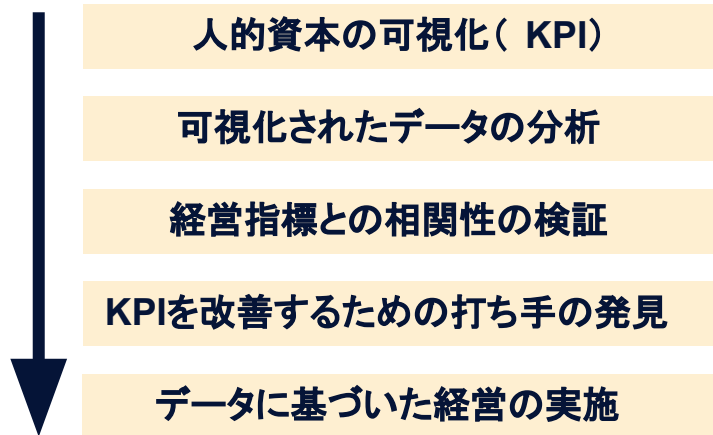 人的資本の可視化( KPI)
可視化されたデータの分析
経営指標との相関性の検証
KPIを改善するための打ち手の発見
データに基づいた経営の実施